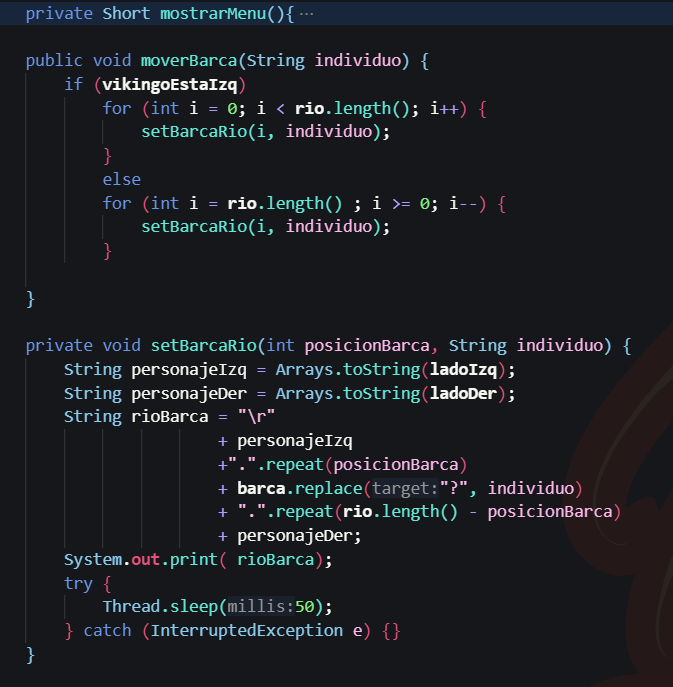 private Short mostrarMenu(){ ···
public void moverBarca(String individuo) {
if (vikingoEstaIzq)
for (int i = 0; i < rio.length(); i++) {
setBarcaRio(i, individuo);
}
else
for (int i = rio.length() ; i >= 0; i--) {
setBarcaRio(i, individuo);
}
}
private void setBarcaRio(int posicionBarca, String individuo) {
String personajeIzq = Arrays.toString(ladoIzq);
String personajeDer = Arrays.toString(ladoDer);
String rioBarca = "\r"
+ personajeIzq
+".".repeat(posicionBarca)
+ barca.replace(target:"?", individuo)
+ ".".repeat(rio.length() - posicionBarca)
+ personajeDer;
System.out.print( rioBarca);
try {
Thread.sleep(millis:50);
} catch (InterruptedException e) {}
}